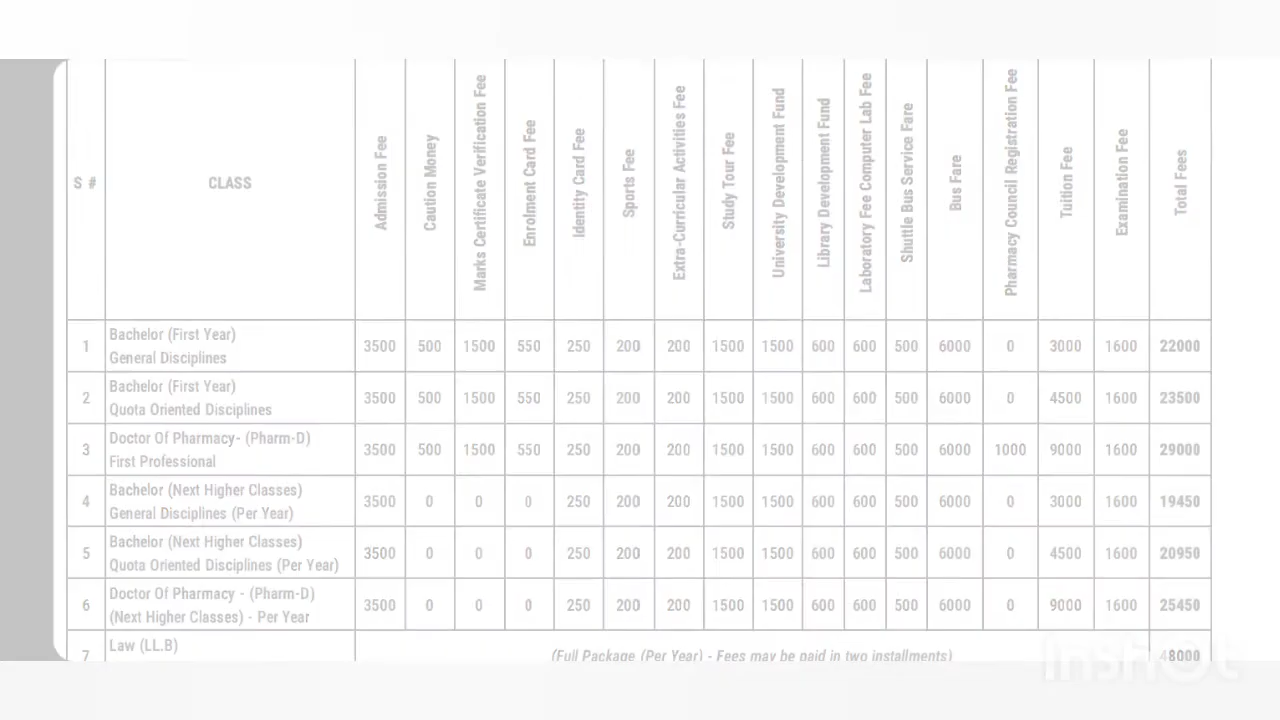 S #
CLASS
Admission Fee
Caution Money
Marks Certificate Verification Fee
Enrolment Card Fee
Identity Card Fee
Sports Fee
Extra-Curricular Activities Fee
Study Tour Fee
University Development Fund
Library Development Fund
Laboratory Fee Computer Lab Fee
Shuttle Bus Service Fare
Bus Fare
Pharmacy Council Registration Fee
Tuition Fee
Examination Fee
Total Fees
1 Bachelor (First Year) 3500 500 1500 550 250 200 200 1500 1500 600 600 500 6000 0 3000 1600 22000
General Disciplines
2 Bachelor (First Year) 3500 500 1500 550 250 200 200 1500 1500 600 600 500 6000 0 4500 1600 23500
Quota Oriented Disciplines
3 Doctor Of Pharmacy- (Pharm-D) 3500 500 1500 550 250 200 200 1500 1500 600 600 500 6000 1000 9000 1600 29000
First Professional
4 Bachelor (Next Higher Classes) 3500 0 0 0 250 200 200 1500 1500 600 600 500 6000 0 3000 1600 19450
General Disciplines (Per Year)
5 Bachelor (Next Higher Classes) 3500 0 0 0 250 200 200 1500 1500 600 600 500 6000 0 4500 1600 20950
Quota Oriented Disciplines (Per Year)
6 Doctor Of Pharmacy - (Pharm-D) 3500 0 0 0 250 200 200 1500 1500 600 600 500 6000 0 9000 1600 25450
(Next Higher Classes) - Per Year
7 Law (LL.B) (Full Package (Per Year) - Fees may be paid in two installments) 48000
InShOt